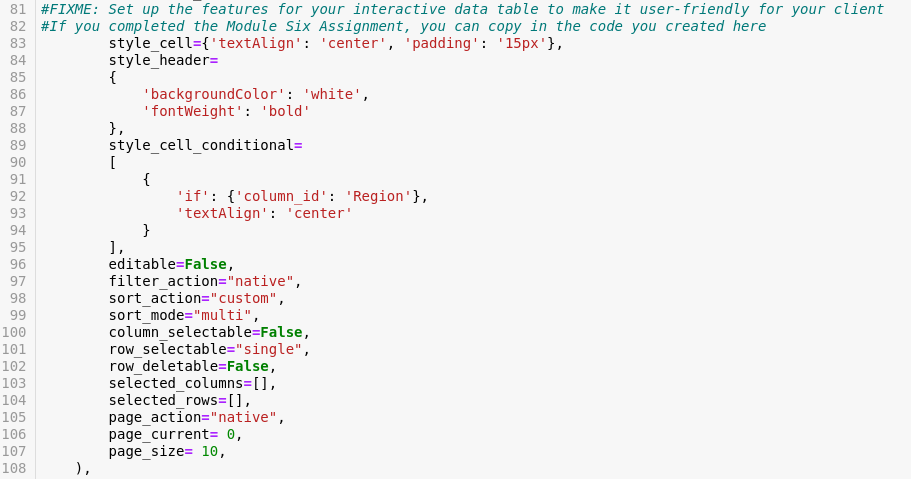 81 #FIXME: Set up the features for your interactive data table to make it user-friendly for your client
82 #If you completed the Module Six Assignment, you can copy in the code you created here
83         style_cell={'textAlign': 'center', 'padding': '15px'},
84         style_header=
85         {
86             'backgroundColor': 'white',
87             'fontWeight': 'bold'
88         },
89         style_cell_conditional=
90         [
91             {
92                 'if': {'column_id': 'Region'},
93                 'textAlign': 'center'
94             }
95         ],
96         editable=False,
97         filter_action="native",
98         sort_action="custom",
99         sort_mode="multi",
100         column_selectable=False,
101         row_selectable="single",
102         row_deletable=False,
103         selected_columns=[],
104         selected_rows=[],
105         page_action="native",
106         page_current= 0,
107         page_size= 10,
108     ),